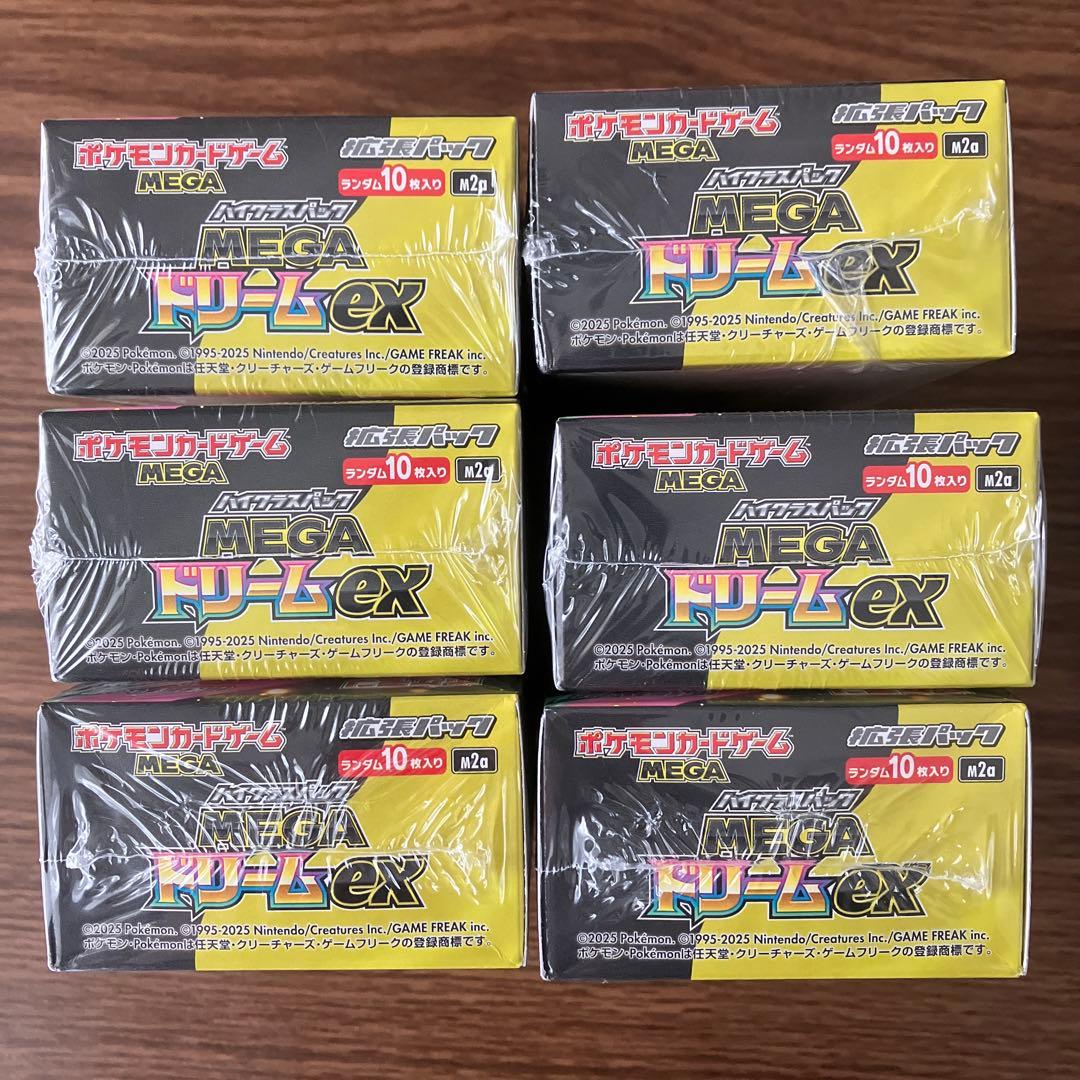 ポケモンカードゲーム 拡張パック
MEGA ランダム10枚入り M2a
ハイクラスパック
MEGA
ドリームex
©2025 Pokémon. ©1995-2025 Nintendo/Creatures Inc./GAME FREAK inc.
ポケモン・Pokémonは任天堂・クリーチャーズ・ゲームフリークの登録商標です。
ポケモンカードゲーム 拡張パック
MEGA ランダム10枚入り M2a
ハイクラスパック
MEGA
ドリームex
©2025 Pokémon. ©1995-2025 Nintendo/Creatures Inc./GAME FREAK inc.
ポケモン・Pokémonは任天堂・クリーチャーズ・ゲームフリークの登録商標です。
ポケモンカードゲーム 拡張パック
MEGA ランダム10枚入り M2a
ハイクラスパック
MEGA
ドリームex
©2025 Pokémon. ©1995-2025 Nintendo/Creatures Inc./GAME FREAK inc.
ポケモン・Pokémonは任天堂・クリーチャーズ・ゲームフリークの登録商標です。
ポケモンカードゲーム 拡張パック
MEGA ランダム10枚入り M2a
ハイクラスパック
MEGA
ドリームex
©2025 Pokémon. ©1995-2025 Nintendo/Creatures Inc./GAME FREAK inc.
ポケモン・Pokémonは任天堂・クリーチャーズ・ゲームフリークの登録商標です。
ポケモンカードゲーム 拡張パック
MEGA ランダム10枚入り M2a
ハイクラスパック
MEGA
ドリームex
©2025 Pokémon. ©1995-2025 Nintendo/Creatures Inc./GAME FREAK inc.
ポケモン・Pokémonは任天堂・クリーチャーズ・ゲームフリークの登録商標です。
ポケモンカードゲーム 拡張パック
MEGA ランダム10枚入り M2a
ハイクラスパック
MEGA
ドリームex
©2025 Pokémon. ©1995-2025 Nintendo/Creatures Inc./GAME FREAK inc.
ポケモン・Pokémonは任天堂・クリーチャーズ・ゲームフリークの登録商標です。